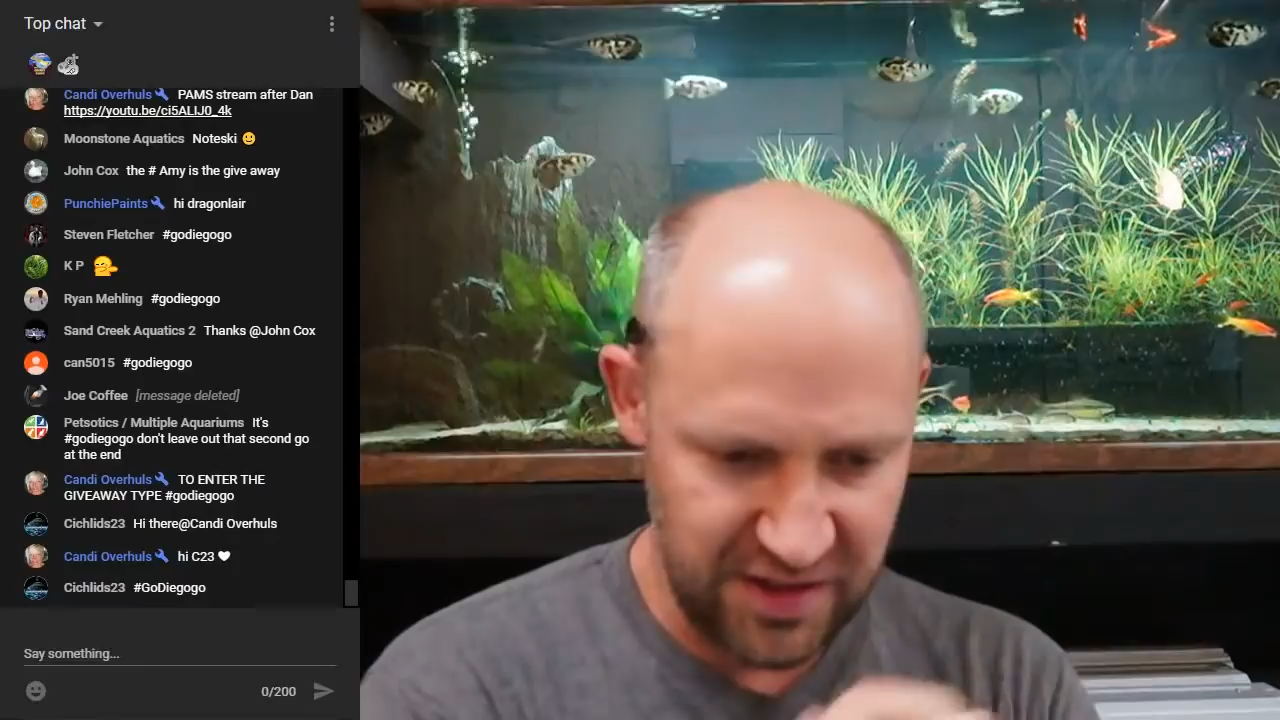 Top chat
Candi Overhuls PAMS stream after Dan
https://youtu.be/ci5ALIJ0_4k
Moonstone Aquatics Noteski 🙂
John Cox the # Amy is the give away
PunchiePaints hi dragonlair
Steven Fletcher #godiegogo
K P
Ryan Mehling #godiegogo
Sand Creek Aquatics 2 Thanks @John Cox
can5015 #godiegogo
Joe Coffee [message deleted]
Petsotics / Multiple Aquariums It's
#godiegogo don't leave out that second go
at the end
Candi Overhuls TO ENTER THE
GIVEAWAY TYPE #godiegogo
Cichlids23 Hi there@Candi Overhuls
Candi Overhuls hi C23 🤍
Cichlids23 #GoDiegogo
Say something...
0/200